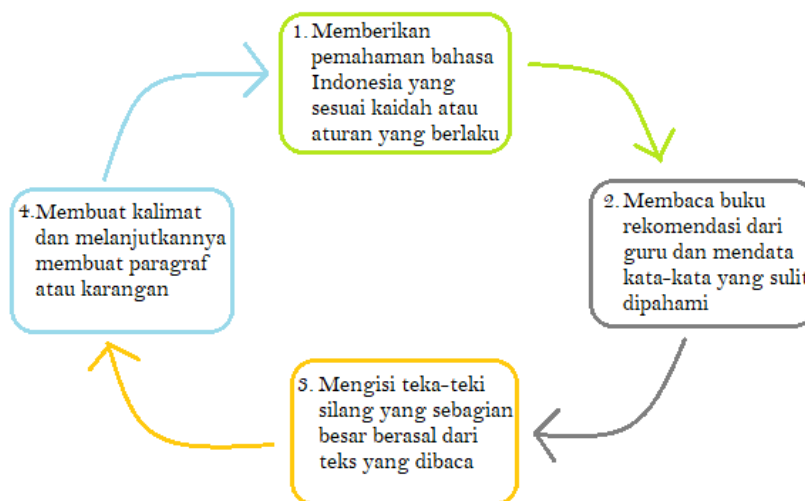 1. Memberikan
pemahaman bahasa
Indonesia yang
sesuai kaidah atau
aturan yang berlaku
2. Membaca buku
rekomendasi dari
guru dan mendata
kata-kata yang sulit
dipahami
3. Mengisi teka-teki
silang yang sebagian
besar berasal dari
teks yang dibaca
4. Membuat kalimat
dan melanjutkannya
membuat paragraf
atau karangan